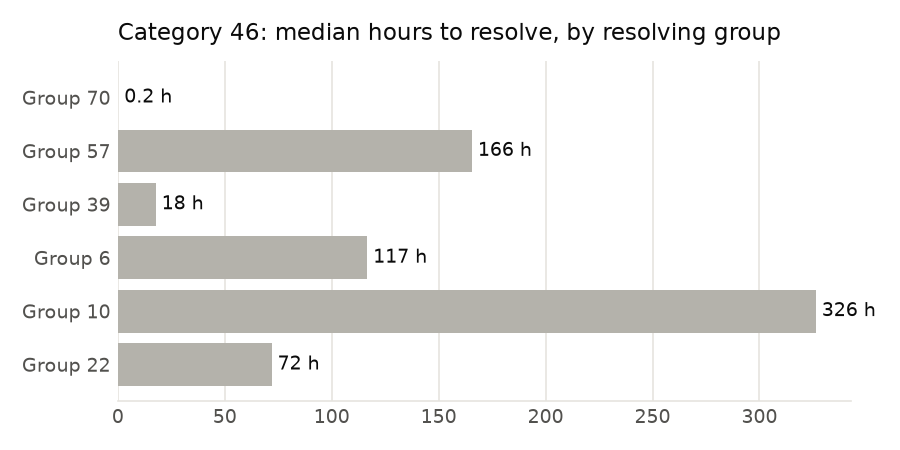 Category 46: median hours to resolve, by resolving group
Group 70 0.2 h
Group 57 166 h
Group 39 18 h
Group 6 117 h
Group 10 326 h
Group 22 72 h
0 50 100 150 200 250 300